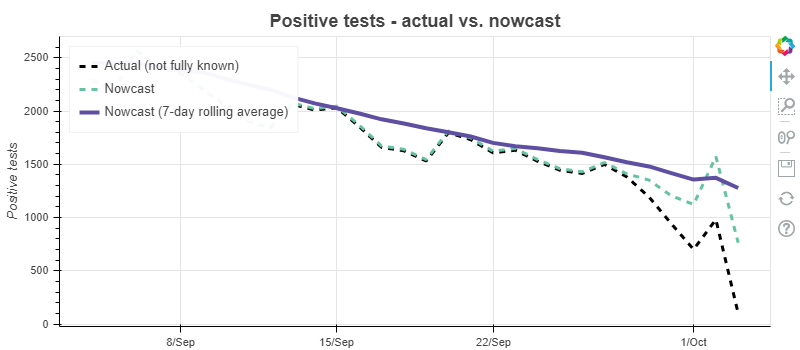 Positive tests - actual vs. nowcast
Actual (not fully known)
Nowcast
Nowcast (7-day rolling average)
Positive tests
2500
2000
1500
1000
500
0
8/Sep
15/Sep
22/Sep
1/Oct